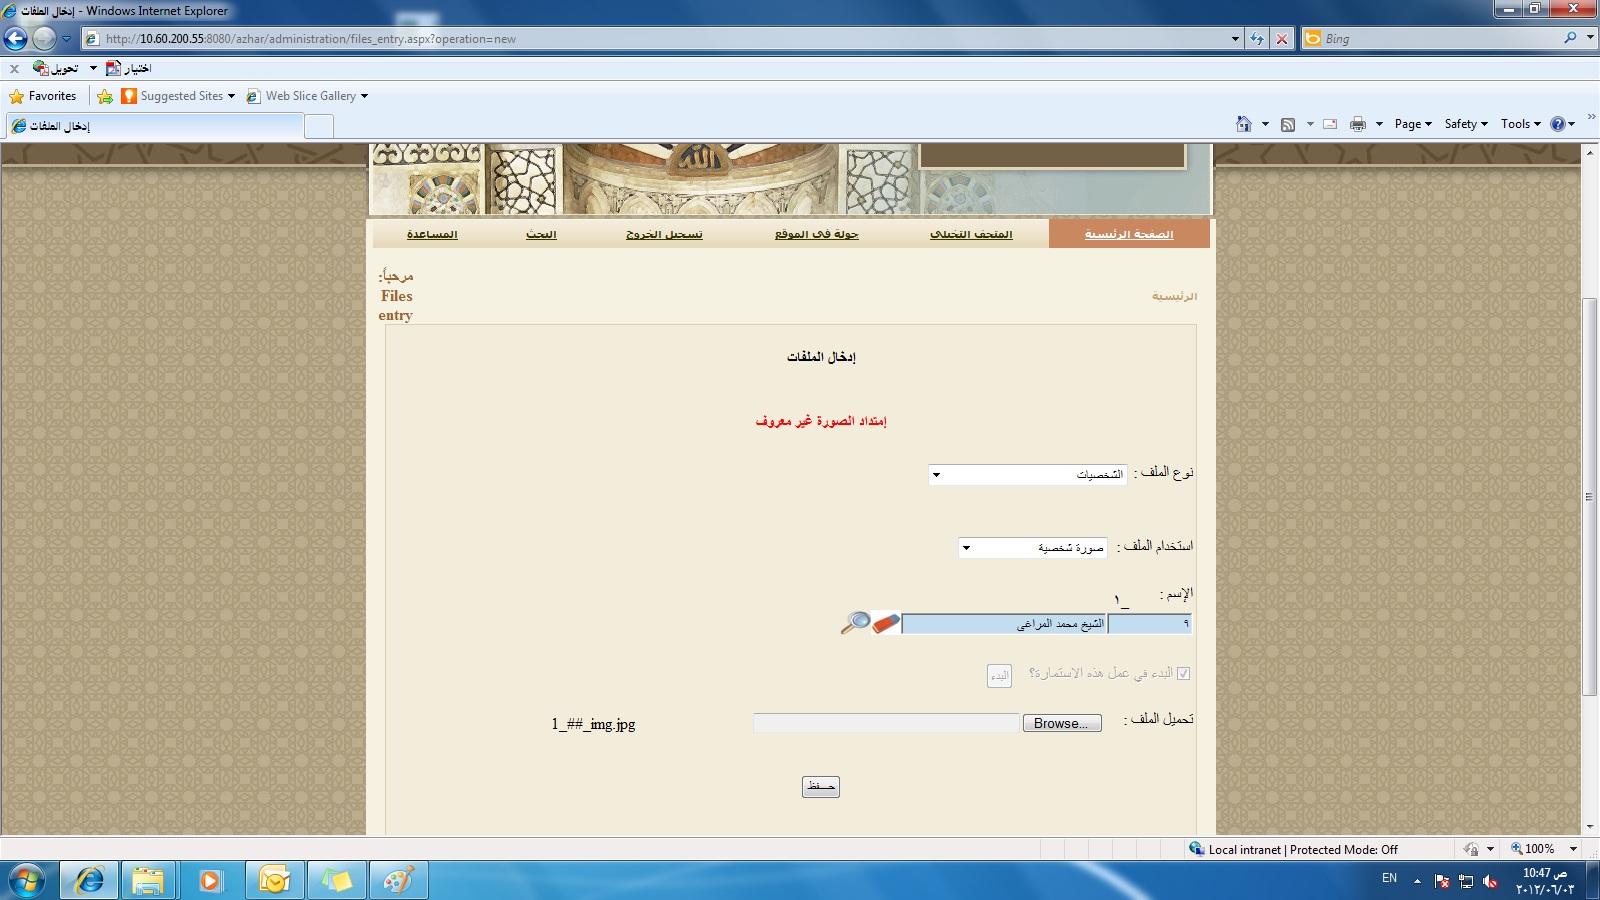 إدخال الملفات - Windows Internet Explorer
http://10.60.200.55:8080/azhar/administration/files_entry.aspx?operation=new
Bing
x تحويل اختيار
Favorites Suggested Sites Web Slice Gallery
إدخال الملفات
Page Safety Tools
الله
الصفحة الرئيسية المتحف التخيلى جولة فى الموقع تسجيل الخروج البحث المساعدة
مرحباً:
Files
entry
الرئيسية
إدخال الملفات
إمتداد الصورة غير معروف
نوع الملف : الشخصيات
استخدام الملف : صورة شخصية
الإسم : _١
٩ الشيخ محمد المراغى
البدء في عمل هذه الاستمارة؟ البدء
تحميل الملف : Browse... 1_##_img.jpg
حـــفظ
Local intranet | Protected Mode: Off 100%
EN
10:47 ص
٢٠١٢/٠٦/٠٣